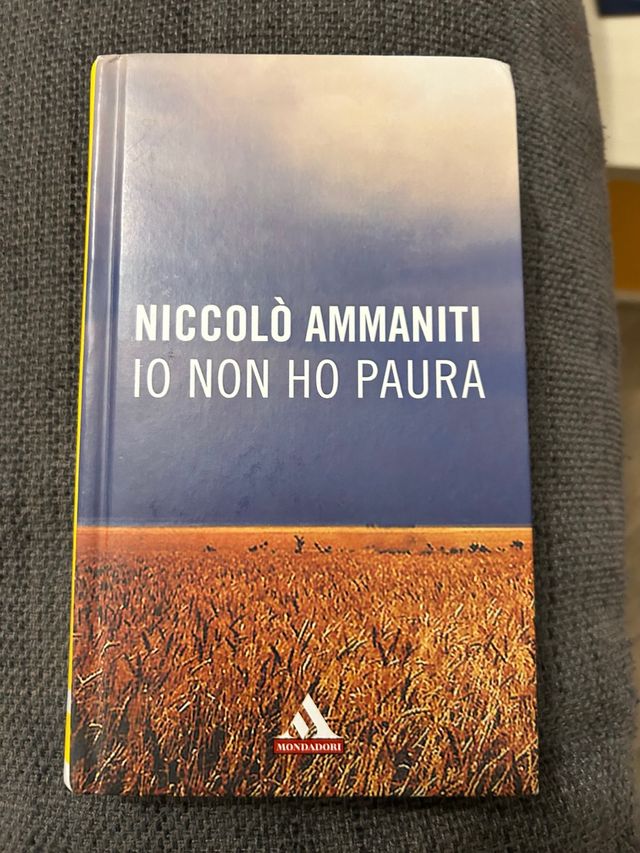 NICCOLÒ AMMANITI
IO NON HO PAURA
MONDADORI